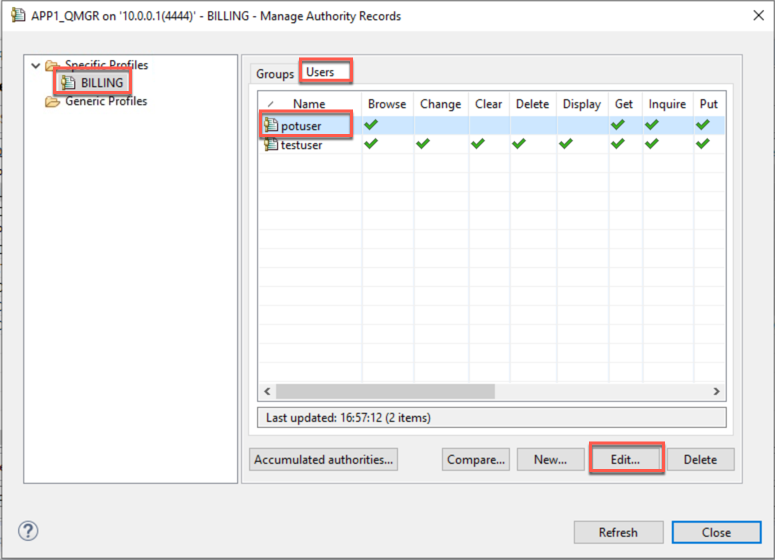 APP1_QMGR on '10.0.0.1(4444)' - BILLING - Manage Authority Records
Specific Profiles
BILLING
Generic Profiles
Groups
Users
Name Browse Change Clear Delete Display Get Inquire Put
potuser
testuser
Last updated: 16:57:12 (2 items)
Accumulated authorities...
Compare...
New...
Edit...
Delete
Refresh
Close